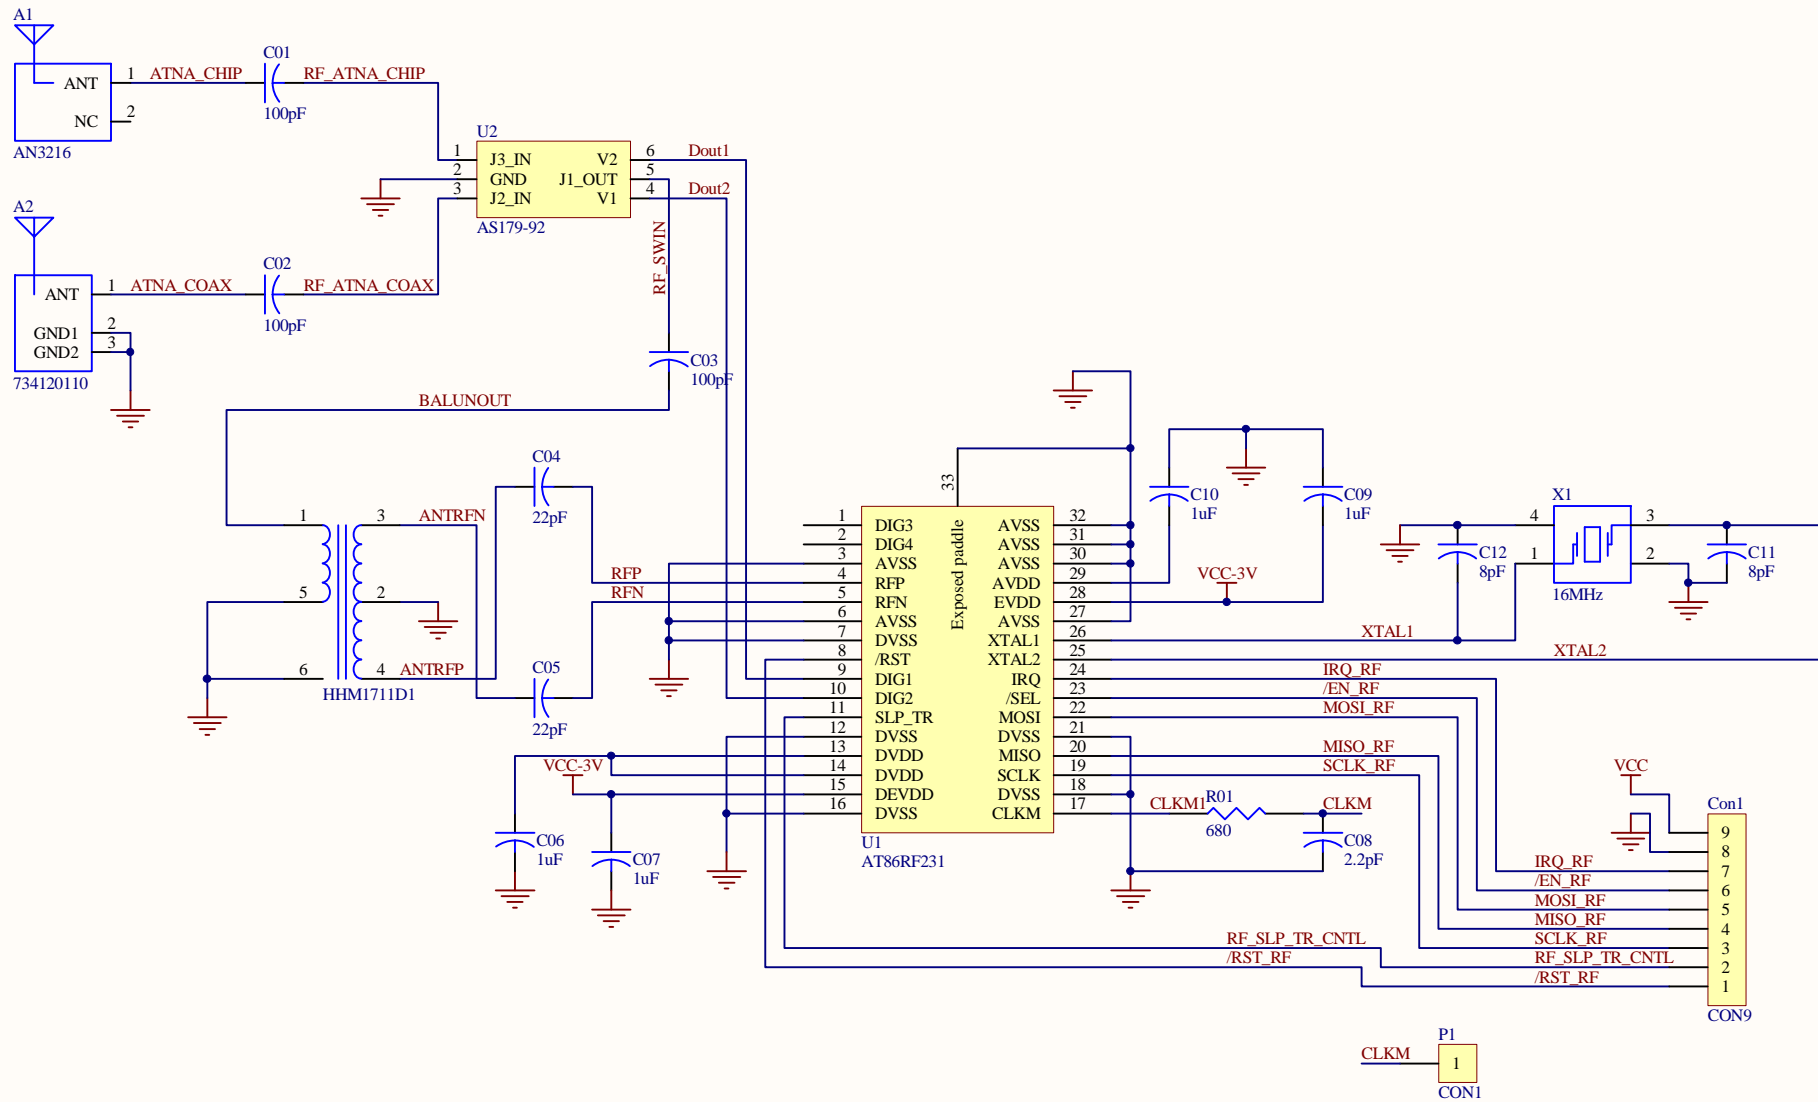 A1
ANT
NC
1
2
AN3216
ATNA_CHIP
C01
100pF
RF_ATNA_CHIP
A2
ANT
GND1
GND2
1
2
3
734120110
ATNA_COAX
C02
100pF
RF_ATNA_COAX
U2
1 J3_IN V2 6
2 GND J1_OUT 5
3 J2_IN V1 4
AS179-92
Dout1
Dout2
RF_SWIN
C03
100pF
BALUNOUT
C04
22pF
1
5
6
3
2
4
ANTRFN
ANTRFP
HHM1711D1
C05
22pF
RFP
RFN
VCC-3V
C06
1uF
C07
1uF
33
Exposed paddle
1 DIG3 AVSS 32
2 DIG4 AVSS 31
3 AVSS AVSS 30
4 RFP AVDD 29
5 RFN EVDD 28
6 AVSS AVSS 27
7 DVSS XTAL1 26
8 /RST XTAL2 25
9 DIG1 IRQ 24
10 DIG2 /SEL 23
11 SLP_TR MOSI 22
12 DVSS DVSS 21
13 DVDD MISO 20
14 DVDD SCLK 19
15 DEVDD DVSS 18
16 DVSS CLKM 17
U1
AT86RF231
C10
1uF
C09
1uF
VCC-3V
X1
4
1
3
2
16MHz
C12
8pF
C11
8pF
XTAL1
XTAL2
IRQ_RF
/EN_RF
MOSI_RF
MISO_RF
SCLK_RF
CLKM1
R01
680
CLKM
C08
2.2pF
RF_SLP_TR_CNTL
/RST_RF
VCC
Con1
9
8
IRQ_RF 7
/EN_RF 6
MOSI_RF 5
MISO_RF 4
SCLK_RF 3
RF_SLP_TR_CNTL 2
/RST_RF 1
CON9
P1
CLKM 1
CON1